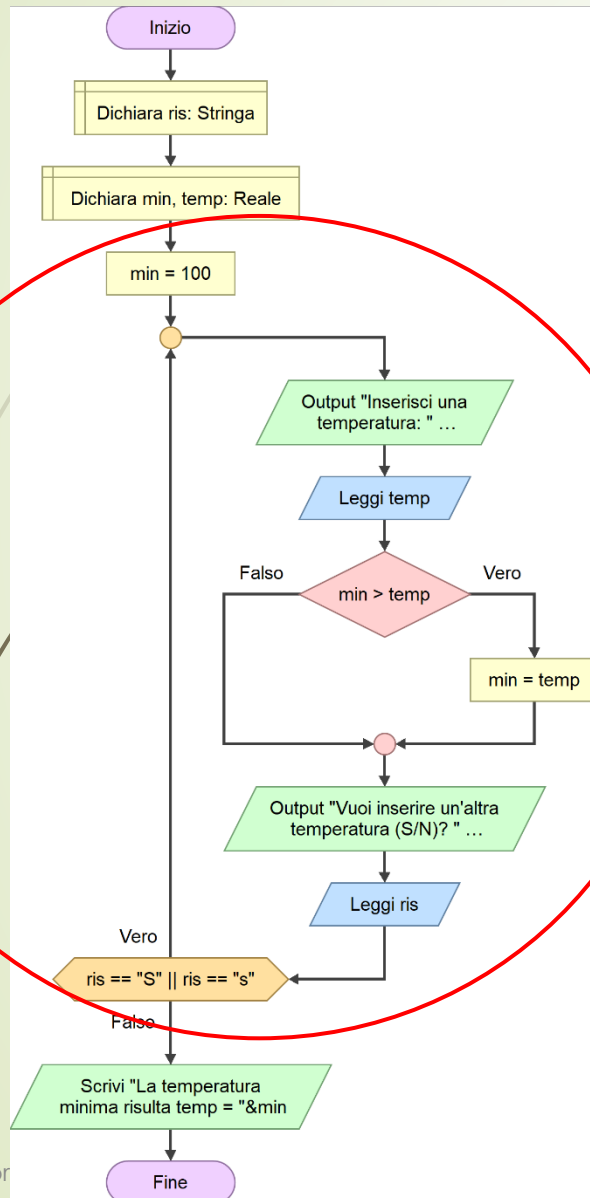 Inizio
Dichiara ris: Stringa
Dichiara min, temp: Reale
min = 100
Output "Inserisci una
temperatura: " ...
Leggi temp
Falso
Vero
min > temp
min = temp
Output "Vuoi inserire un'altra
temperatura (S/N)? " ...
Leggi ris
Vero
ris == "S" || ris == "s"
Falso
Scrivi "La temperatura
minima risulta temp = "&min
Fine